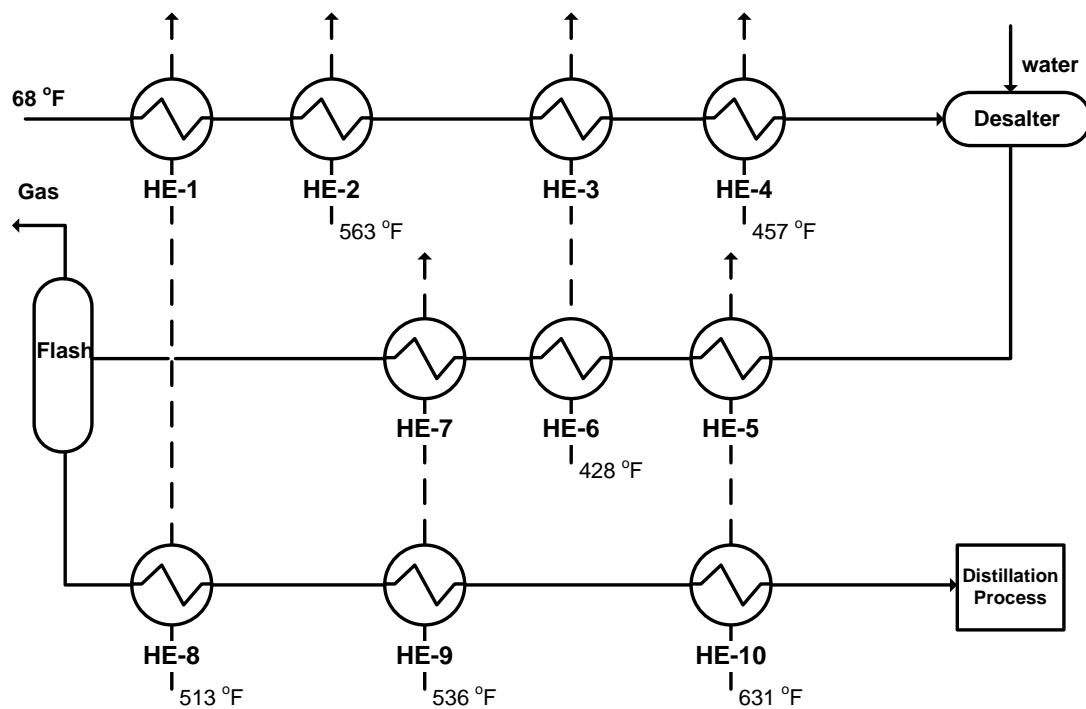 68 °F
water
Desalter
HE-1
HE-2
HE-3
HE-4
Gas
563 °F
457 °F
Flash
HE-7
HE-6
HE-5
428 °F
Distillation
Process
HE-8
HE-9
HE-10
513 °F
536 °F
631 °F